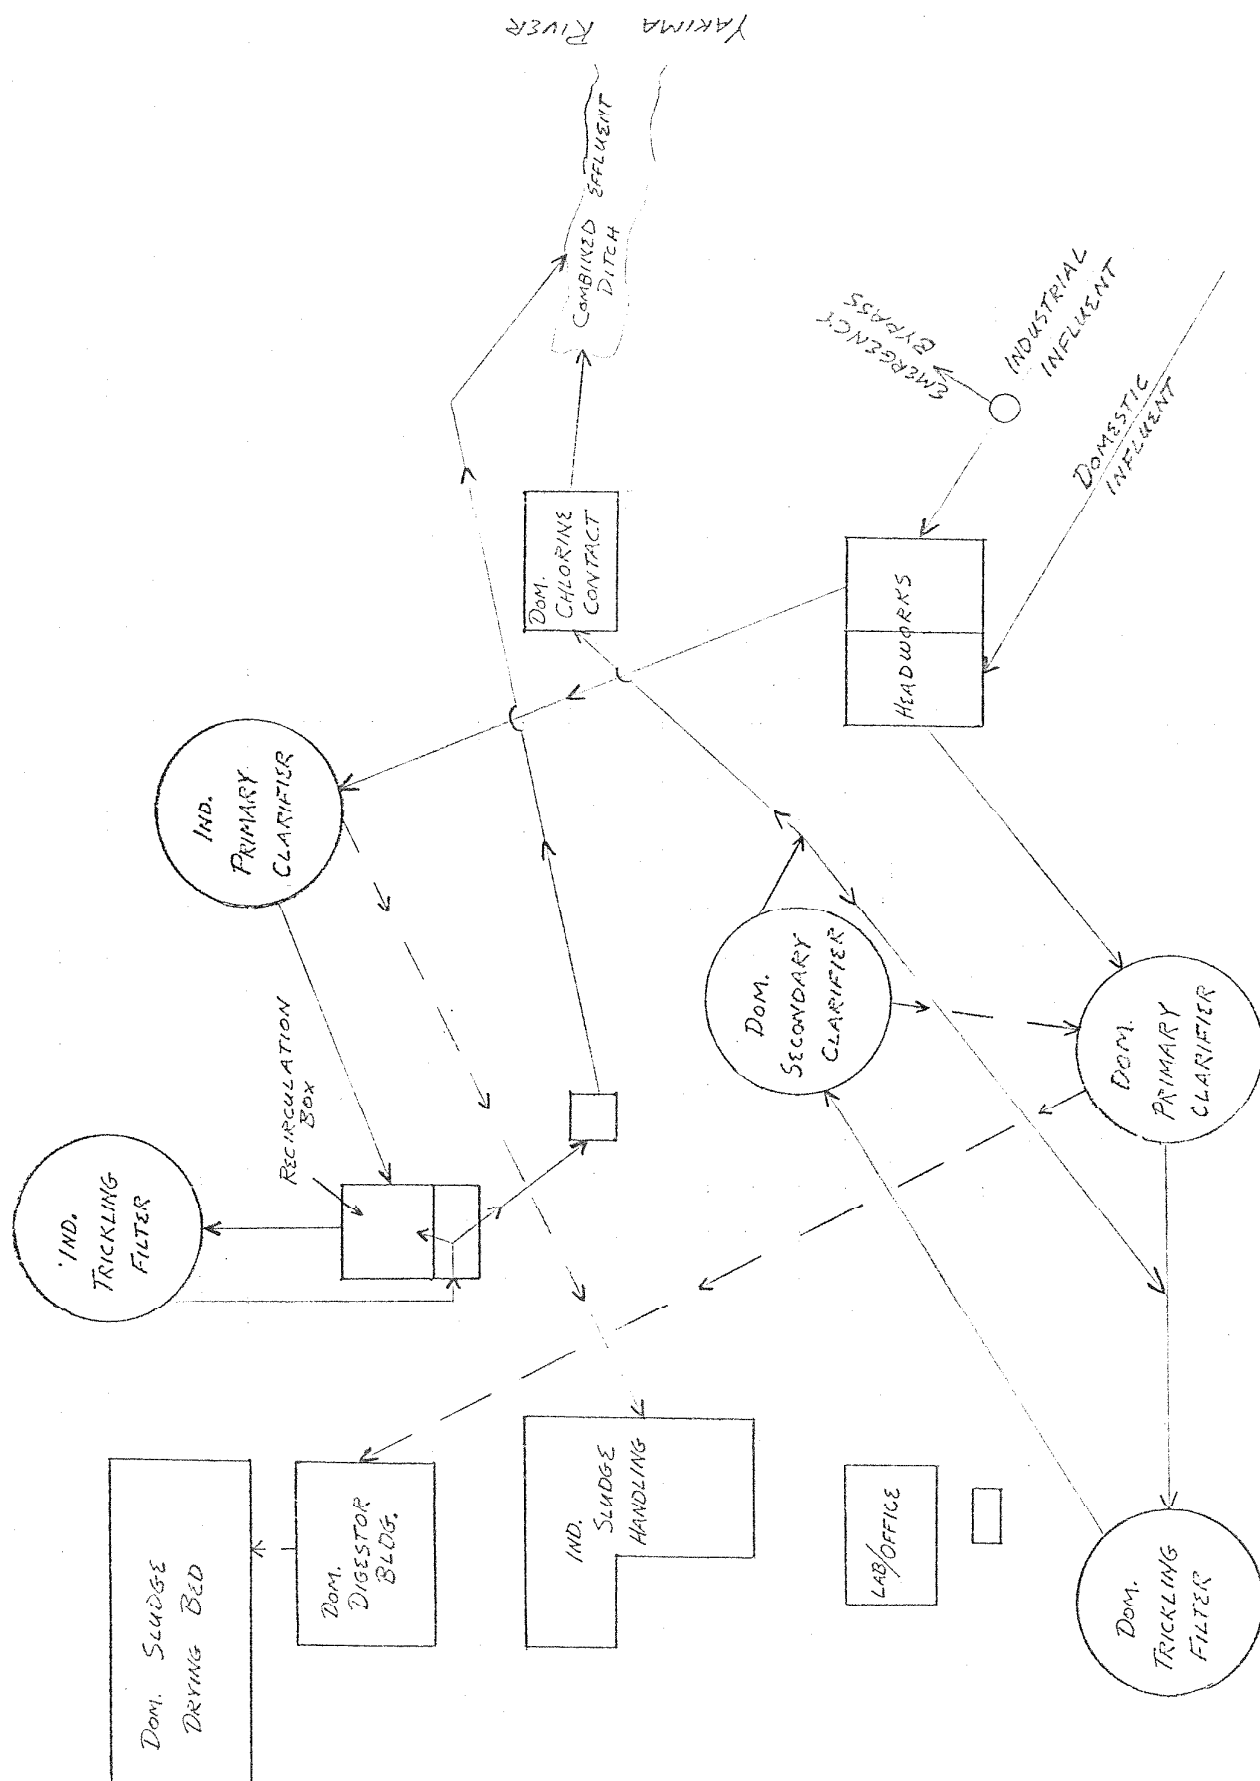 YAKIMA RIVER
COMBINED EFFLUENT
DITCH
EMERGENCY
BYPASS
INDUSTRIAL
INFLUENT
DOMESTIC
INFLUENT
DOM.
CHLORINE
CONTACT
HEADWORKS
IND.
PRIMARY
CLARIFIER
DOM.
SECONDARY
CLARIFIER
DOM.
PRIMARY
CLARIFIER
RECIRCULATION
BOX
IND.
TRICKLING
FILTER
DOM. SLUDGE
DRYING BED
DOM.
DIGESTOR
BLDG.
IND.
SLUDGE
HANDLING
LAB/OFFICE
DOM.
TRICKLING
FILTER